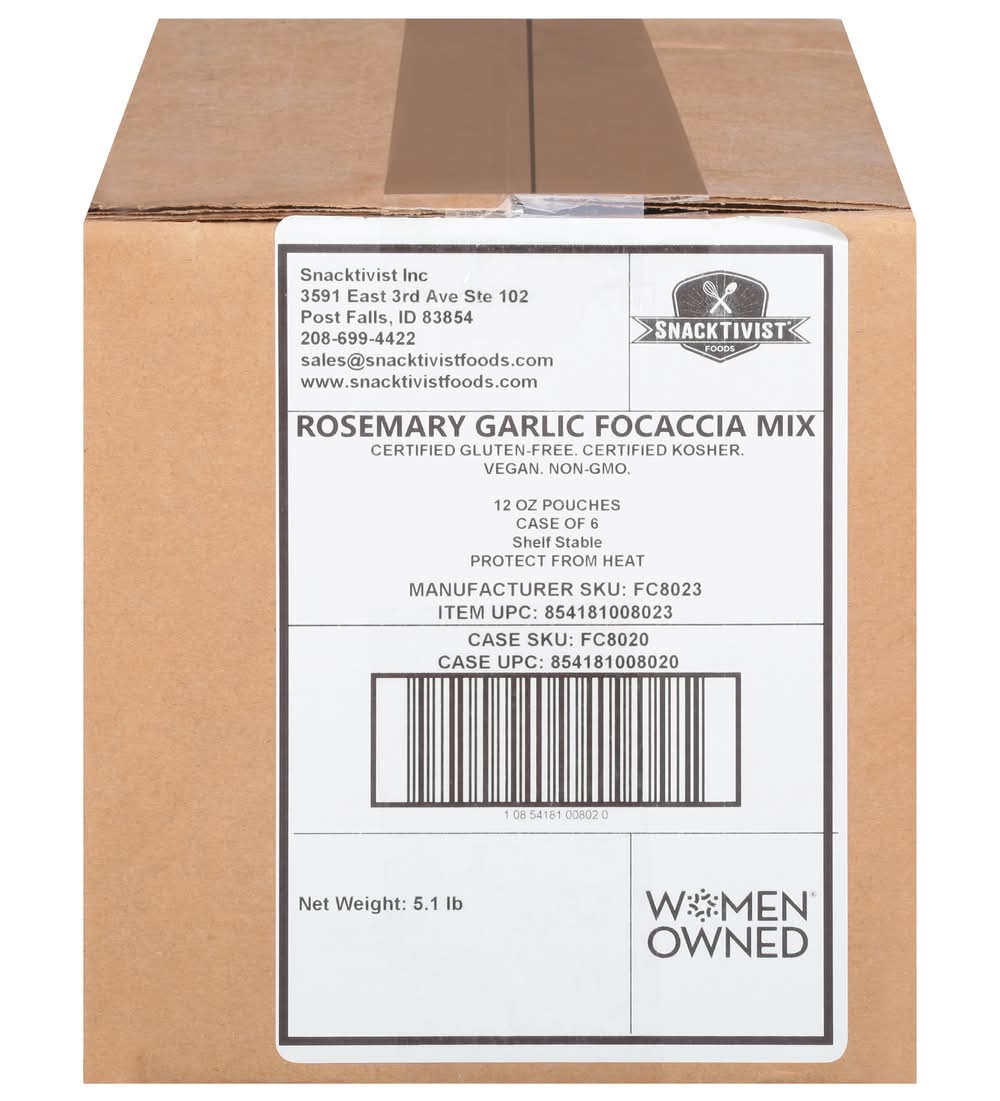 Snacktivist Inc
3591 East 3rd Ave Ste 102
Post Falls, ID 83854
208-699-4422
sales@snacktivistfoods.com
www.snacktivistfoods.com
SNACKTIVIST®
FOODS
ROSEMARY GARLIC FOCACCIA MIX
CERTIFIED GLUTEN-FREE. CERTIFIED KOSHER.
VEGAN. NON-GMO.
12 OZ POUCHES
CASE OF 6
Shelf Stable
PROTECT FROM HEAT
MANUFACTURER SKU: FC8023
ITEM UPC: 854181008023
CASE SKU: FC8020
CASE UPC: 854181008020
1 08 54181 00802 0
Net Weight: 5.1 lb
WOMEN®
OWNED